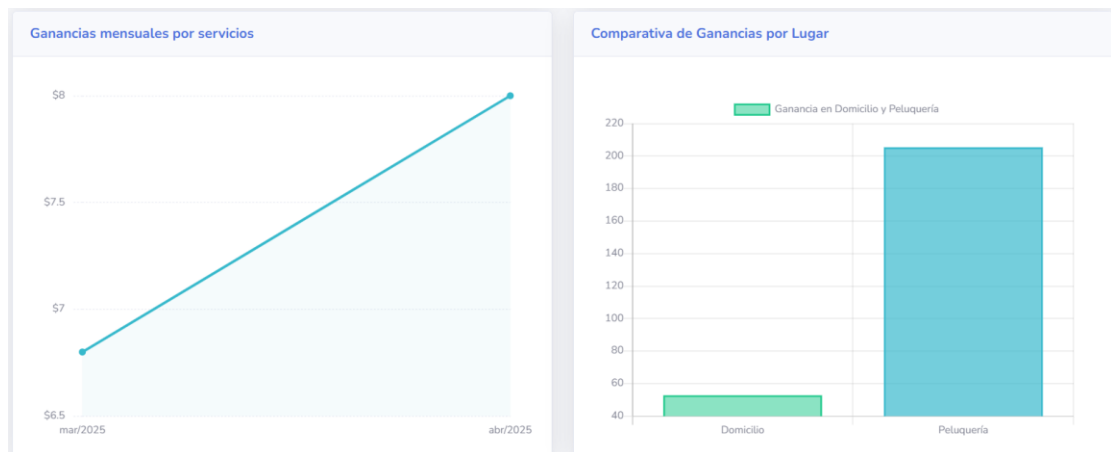 Ganancias mensuales por servicios
$8
$7.5
$7
$6.5
mar/2025 abr/2025
Comparativa de Ganancias por Lugar
Ganancia en Domicilio y Peluquería
220
200
180
160
140
120
100
80
60
40
Domicilio Peluquería